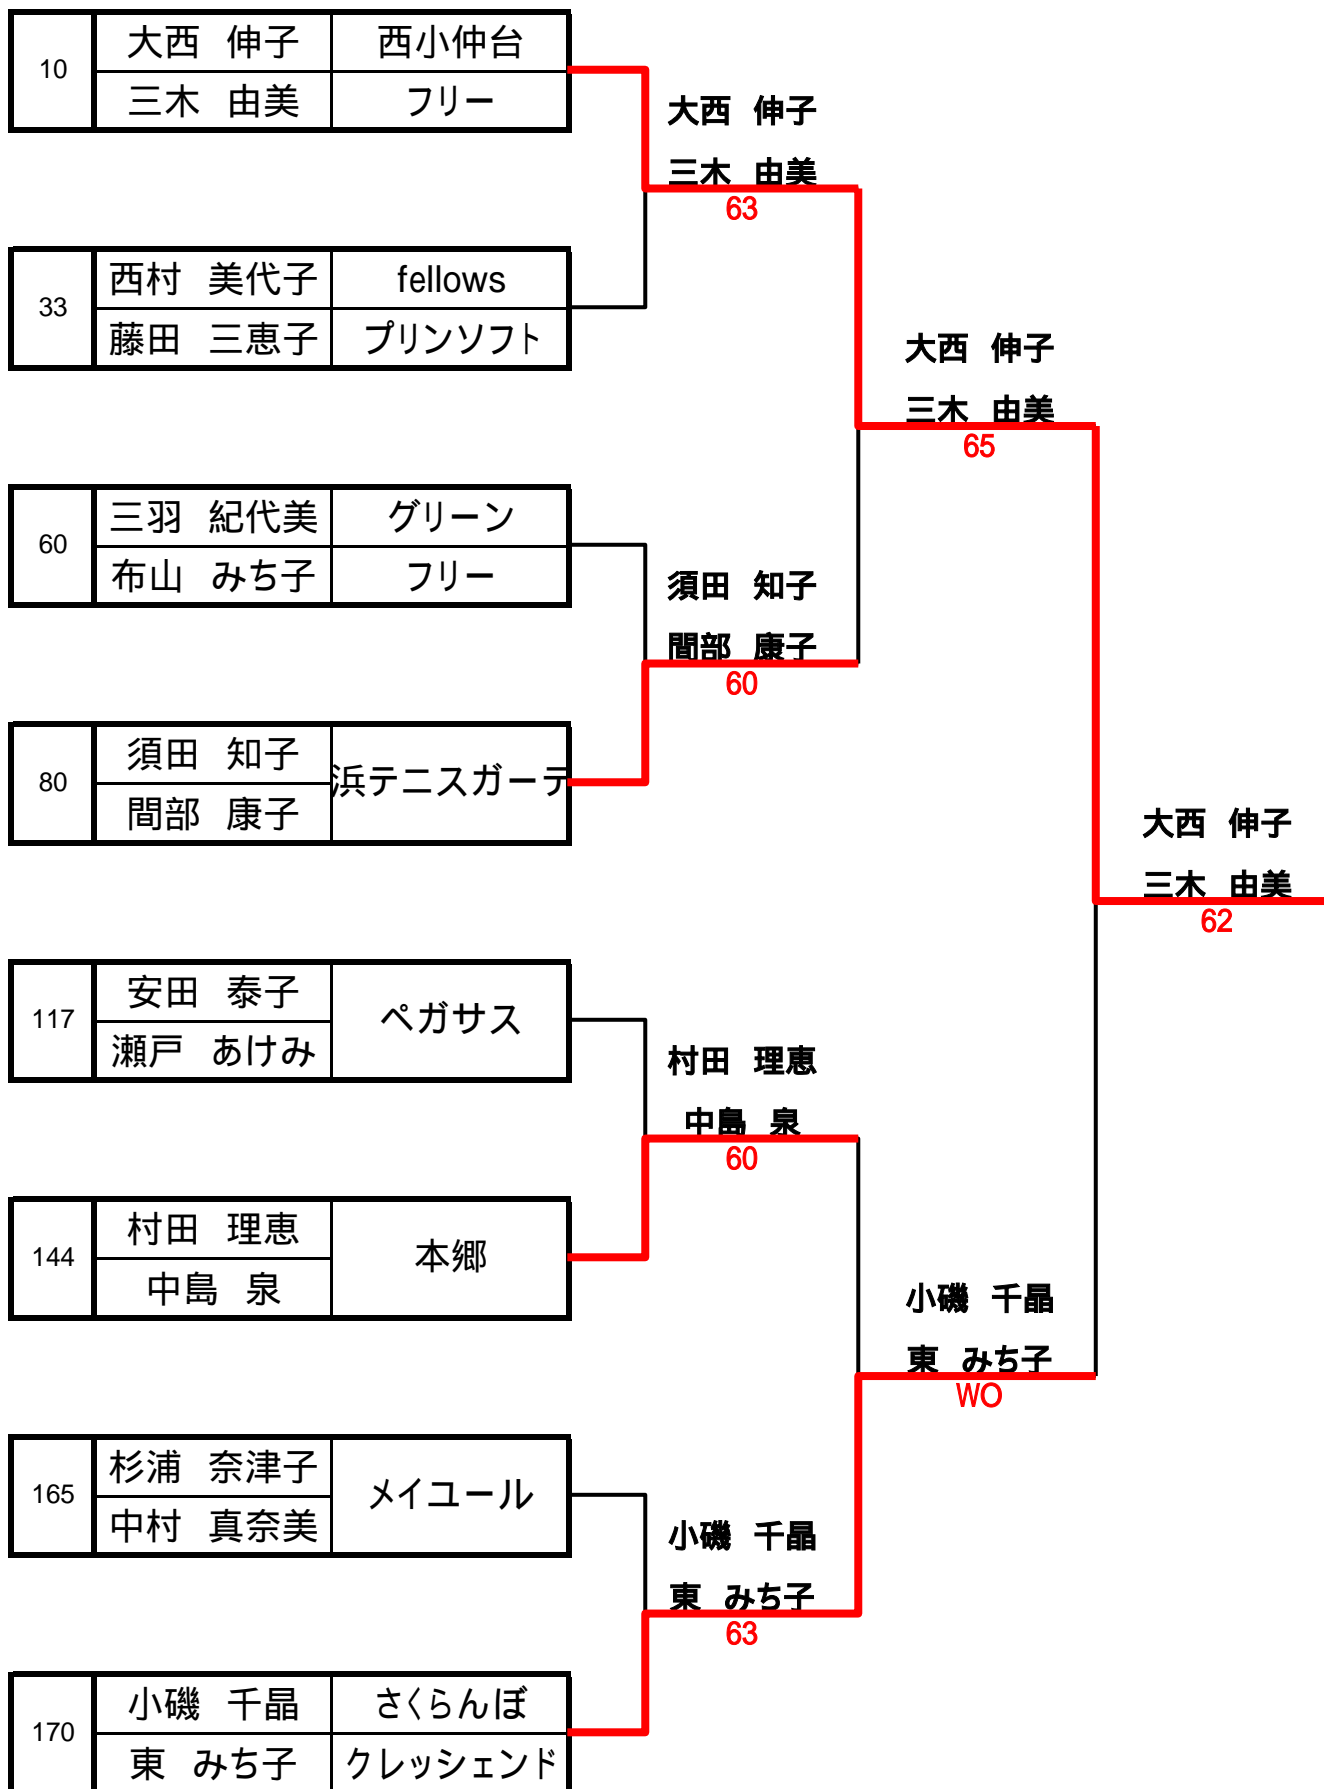 10 大西 伸子 西小仲台
三木 由美 フリー
大西 伸子
三木 由美
63
33 西村 美代子 fellows
藤田 三恵子 プリンソフト
大西 伸子
三木 由美
65
60 三羽 紀代美 グリーン
布山 みち子 フリー
須田 知子
間部 康子
60
80 須田 知子 浜テニスガーデ
間部 康子
大西 伸子
三木 由美
62
117 安田 泰子 ペガサス
瀬戸 あけみ
村田 理恵
中島 泉
60
144 村田 理恵 本郷
中島 泉
小磯 千晶
東 みち子
WO
165 杉浦 奈津子 メイユール
中村 真奈美
小磯 千晶
東 みち子
63
170 小磯 千晶 さくらんぼ
東 みち子 クレッシェンド